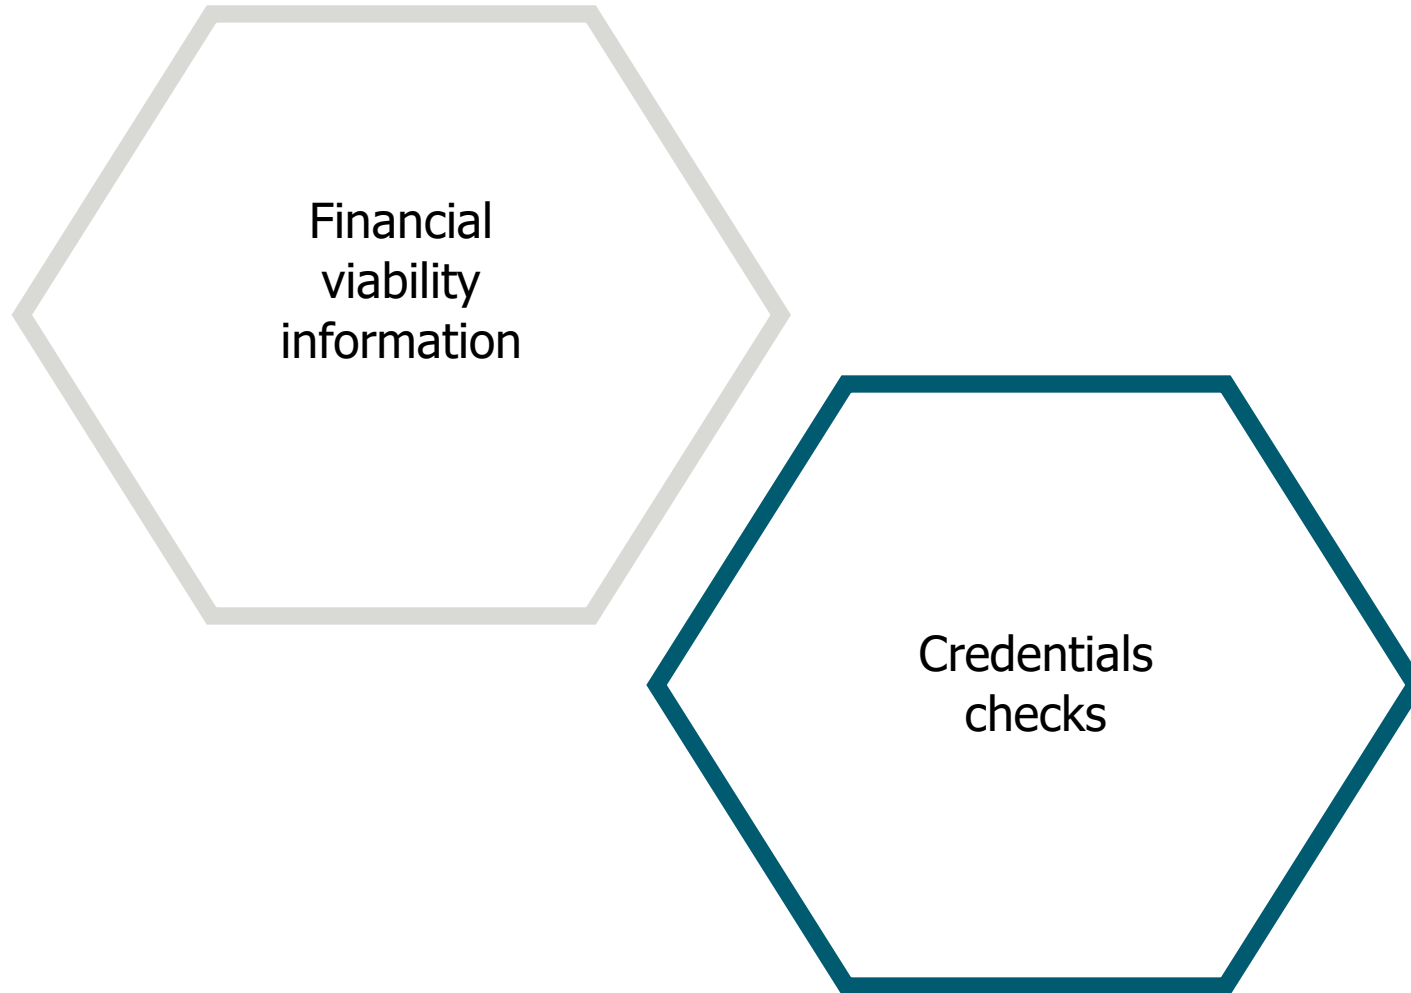 Financial
viability
information
Credentials
checks